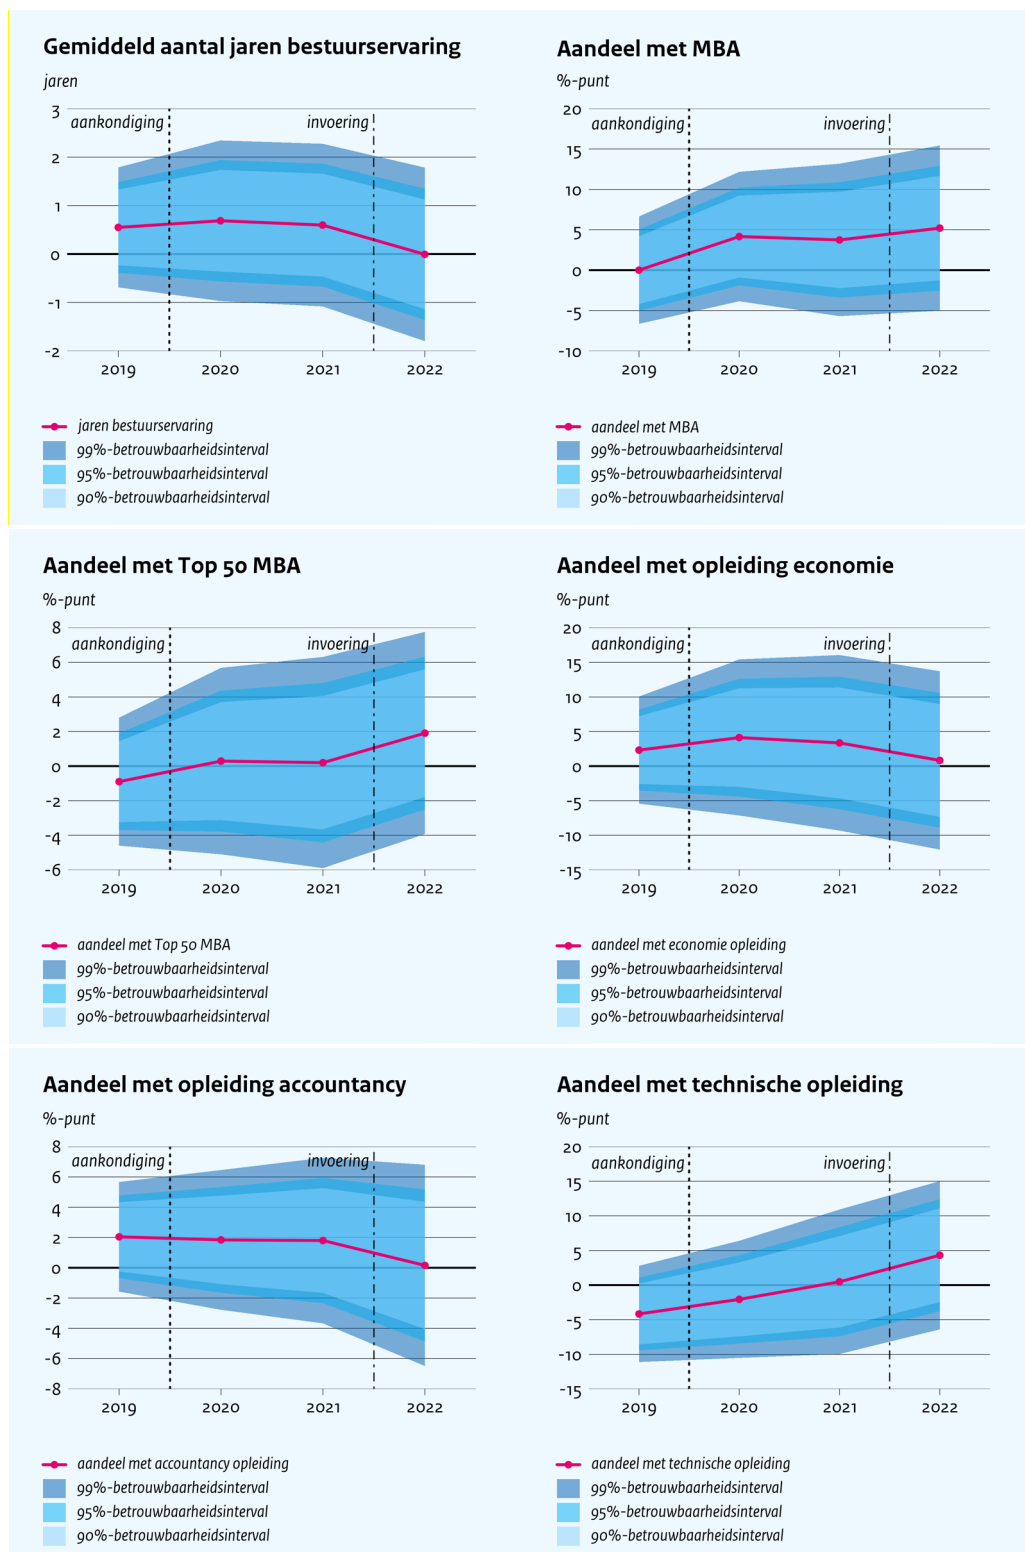 Gemiddeld aantal jaren bestuurservaring
jaren
3
2
1
0
-1
-2
aankondiging
invoering
2019 2020 2021 2022
jaren bestuurservaring
99%-betrouwbaarheidsinterval
95%-betrouwbaarheidsinterval
90%-betrouwbaarheidsinterval
Aandeel met MBA
%-punt
20
15
10
5
0
-5
-10
aankondiging
invoering
2019 2020 2021 2022
aandeel met MBA
99%-betrouwbaarheidsinterval
95%-betrouwbaarheidsinterval
90%-betrouwbaarheidsinterval
Aandeel met Top 50 MBA
%-punt
8
6
4
2
0
-2
-4
-6
aankondiging
invoering
2019 2020 2021 2022
aandeel met Top 50 MBA
99%-betrouwbaarheidsinterval
95%-betrouwbaarheidsinterval
90%-betrouwbaarheidsinterval
Aandeel met opleiding economie
%-punt
20
15
10
5
0
-5
-10
-15
aankondiging
invoering
2019 2020 2021 2022
aandeel met economie opleiding
99%-betrouwbaarheidsinterval
95%-betrouwbaarheidsinterval
90%-betrouwbaarheidsinterval
Aandeel met opleiding accountancy
%-punt
8
6
4
2
0
-2
-4
-6
-8
aankondiging
invoering
2019 2020 2021 2022
aandeel met accountancy opleiding
99%-betrouwbaarheidsinterval
95%-betrouwbaarheidsinterval
90%-betrouwbaarheidsinterval
Aandeel met technische opleiding
%-punt
20
15
10
5
0
-5
-10
-15
aankondiging
invoering
2019 2020 2021 2022
aandeel met technische opleiding
99%-betrouwbaarheidsinterval
95%-betrouwbaarheidsinterval
90%-betrouwbaarheidsinterval